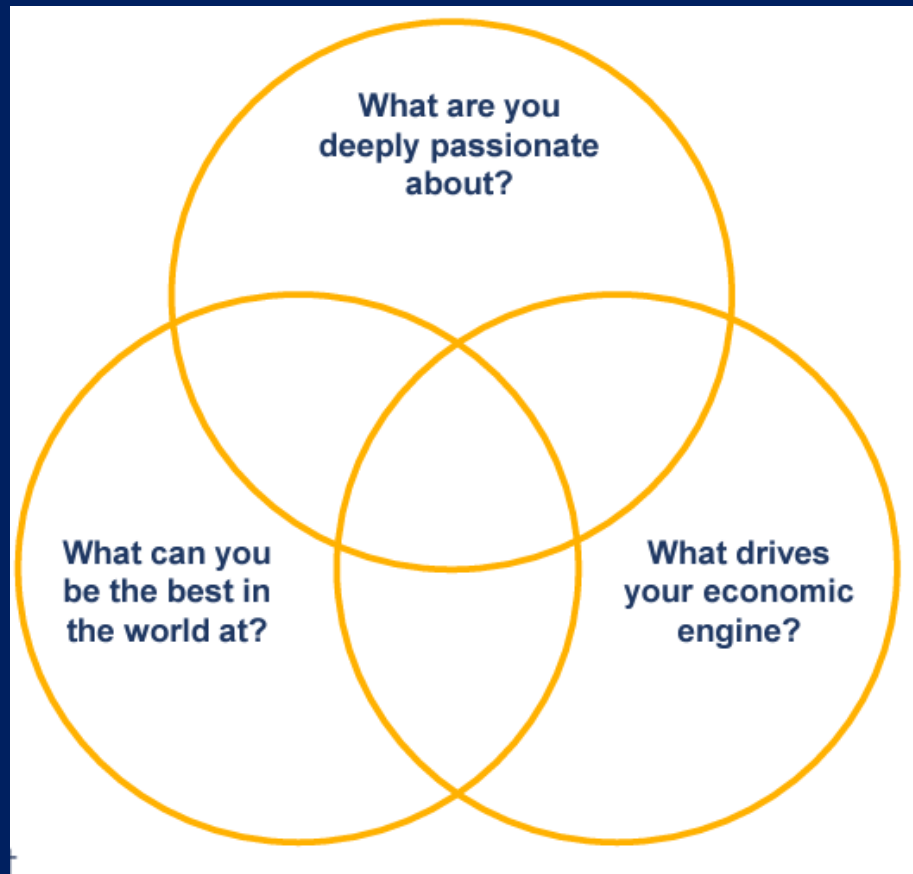 What are you
deeply passionate
about?
What can you
be the best in
the world at?
What drives
your economic
engine?